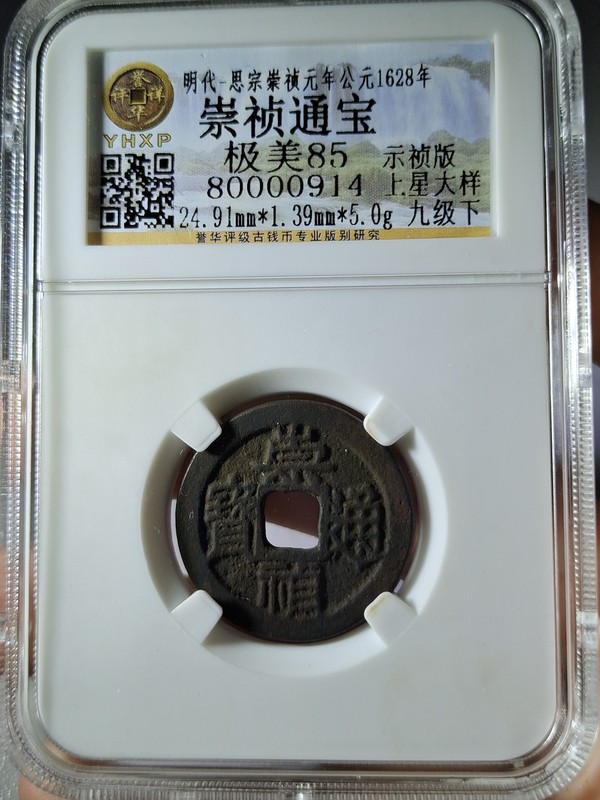 明代-思宗崇祯元年公元1628年
崇祯通宝
YHXP
极美85 示祯版
80000914 上星大样
24.91mm*1.39mm*5.0g 九级下
誉华评级古钱币专业版别研究
崇
寶 通
禎